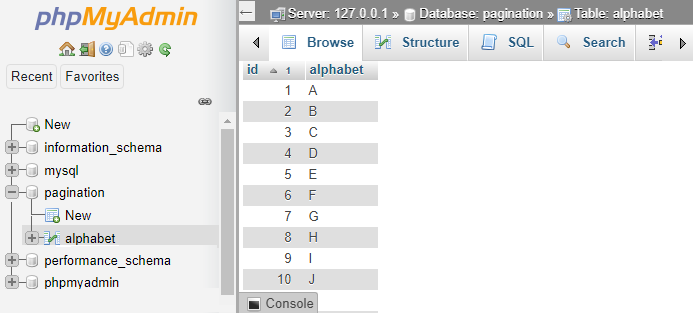 phpMyAdmin
Recent Favorites
New
information_schema
mysql
pagination
New
alphabet
performance_schema
phpmyadmin
Server: 127.0.0.1 » Database: pagination » Table: alphabet
Browse Structure SQL Search
id 1 alphabet
1 A
2 B
3 C
4 D
5 E
6 F
7 G
8 H
9 I
10 J
Console